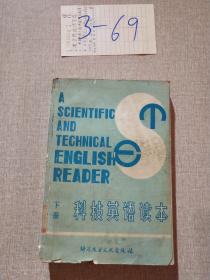 3-69
A
SCIENTIFIC
AND
TECHNICAL
ENGLISH
READER
下册 科技英语读本